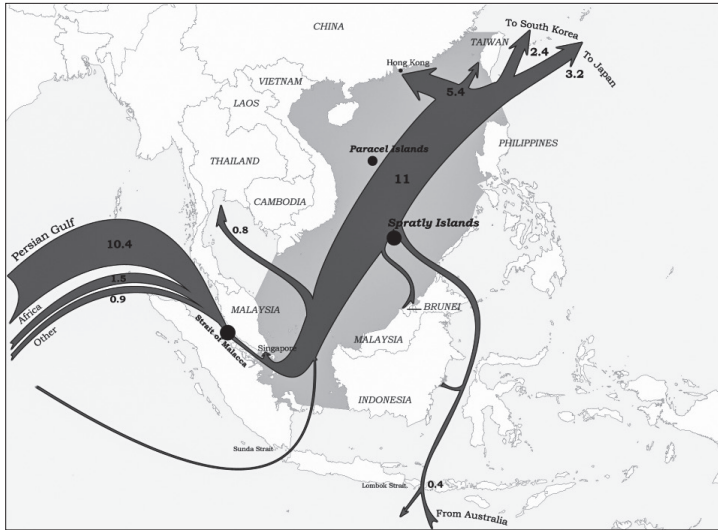 CHINA
To South Korea
TAIWAN
2.4
To Japan
Hong Kong
3.2
VIETNAM
5.4
LAOS
PHILIPPINES
Paracel Islands
THAILAND
11
CAMBODIA
Spratly Islands
0.8
Persian Gulf
10.4
1.5
Africa
0.9
Other
MALAYSIA
BRUNEI
Strait of Malacca
Singapore
MALAYSIA
INDONESIA
Sunda Strait
Lombok Strait.
0.4
From Australia